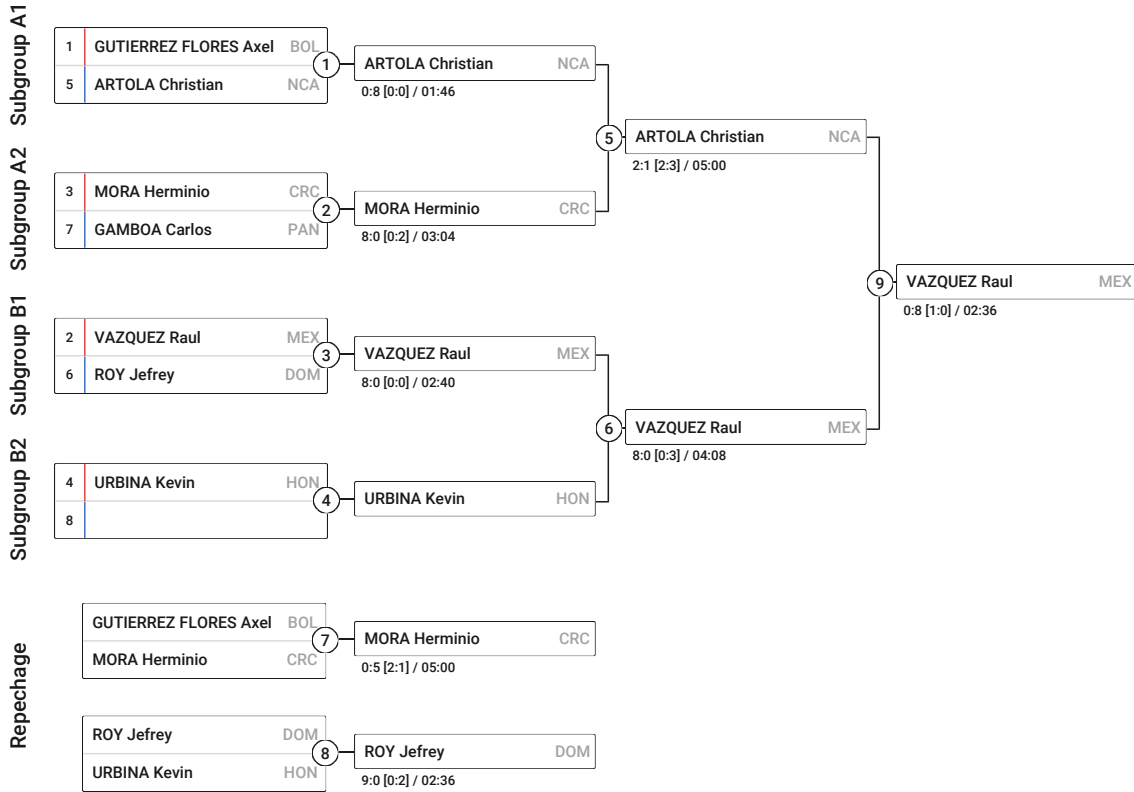 Subgroup A1
1 GUTIERREZ FLORES Axel BOL
5 ARTOLA Christian NCA
1
ARTOLA Christian NCA
0:8 [0:0] / 01:46
5
ARTOLA Christian NCA
2:1 [2:3] / 05:00
Subgroup A2
3 MORA Herminio CRC
7 GAMBOA Carlos PAN
2
MORA Herminio CRC
8:0 [0:2] / 03:04
9
VAZQUEZ Raul MEX
0:8 [1:0] / 02:36
Subgroup B1
2 VAZQUEZ Raul MEX
6 ROY Jefrey DOM
3
VAZQUEZ Raul MEX
8:0 [0:0] / 02:40
6
VAZQUEZ Raul MEX
8:0 [0:3] / 04:08
Subgroup B2
4 URBINA Kevin HON
8
4
URBINA Kevin HON
Repechage
GUTIERREZ FLORES Axel BOL
MORA Herminio CRC
7
MORA Herminio CRC
0:5 [2:1] / 05:00
ROY Jefrey DOM
URBINA Kevin HON
8
ROY Jefrey DOM
9:0 [0:2] / 02:36